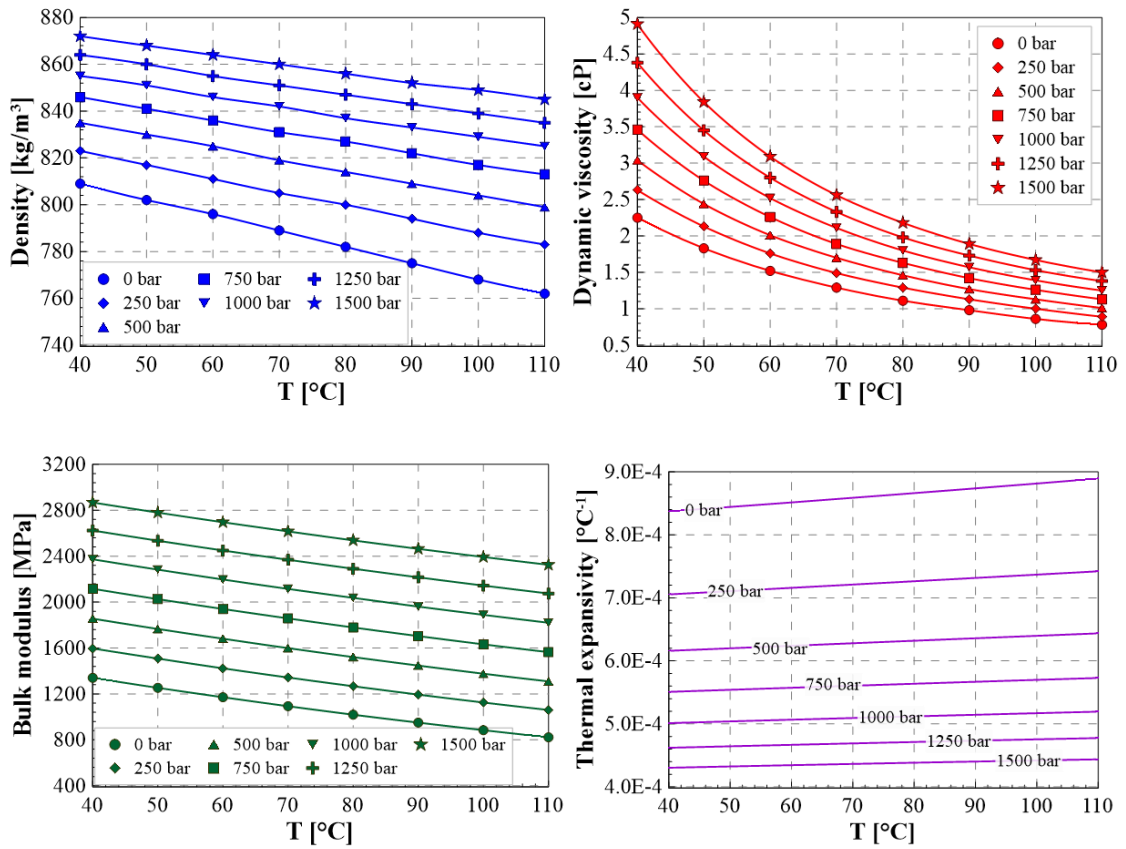 Density [kg/m³]
880
860
840
820
800
780
760
740
0 bar
750 bar
1250 bar
250 bar
1000 bar
1500 bar
500 bar
40 50 60 70 80 90 100 110
T [°C]
Dynamic viscosity [cP]
5
4.5
4
3.5
3
2.5
2
1.5
1
0.5
0 bar
250 bar
500 bar
750 bar
1000 bar
1250 bar
1500 bar
40 50 60 70 80 90 100 110
T [°C]
Bulk modulus [MPa]
3200
2800
2400
2000
1600
1200
800
400
0 bar
500 bar
1000 bar
1500 bar
250 bar
750 bar
1250 bar
40 50 60 70 80 90 100 110
T [°C]
Thermal expansivity [°C⁻¹]
9.0E-4
8.0E-4
7.0E-4
6.0E-4
5.0E-4
4.0E-4
0 bar
250 bar
500 bar
750 bar
1000 bar
1250 bar
1500 bar
40 50 60 70 80 90 100 110
T [°C]